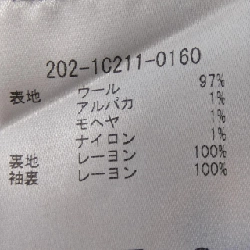 202-1C211-0160
表地 ウール 97%
アルパカ 1%
モヘヤ 1%
ナイロン 1%
裏地 レーヨン 100%
袖裏 レーヨン 100%